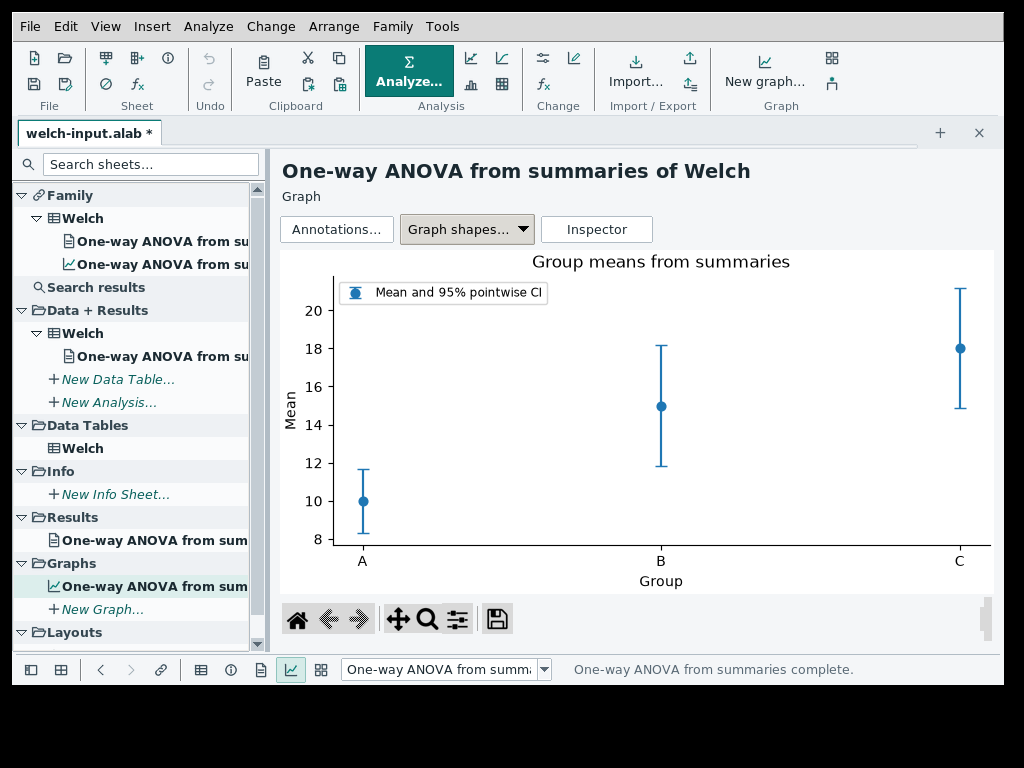 File Edit View Insert Analyze Change Arrange Family Tools
Paste
Σ
Analyze...
Import...
New graph...
File Sheet Undo Clipboard Analysis Change Import / Export Graph
welch-input.alab *
Search sheets...
Family
Welch
One-way ANOVA from su
One-way ANOVA from su
Search results
Data + Results
Welch
One-way ANOVA from su
New Data Table...
New Analysis...
Data Tables
Welch
Info
New Info Sheet...
Results
One-way ANOVA from sum
Graphs
One-way ANOVA from sum
New Graph...
Layouts
One-way ANOVA from summaries of Welch
Graph
Annotations... Graph shapes... Inspector
Group means from summaries
Mean and 95% pointwise CI
20
18
16
14
12
10
8
Mean
A B C
Group
One-way ANOVA from summa
One-way ANOVA from summaries complete.